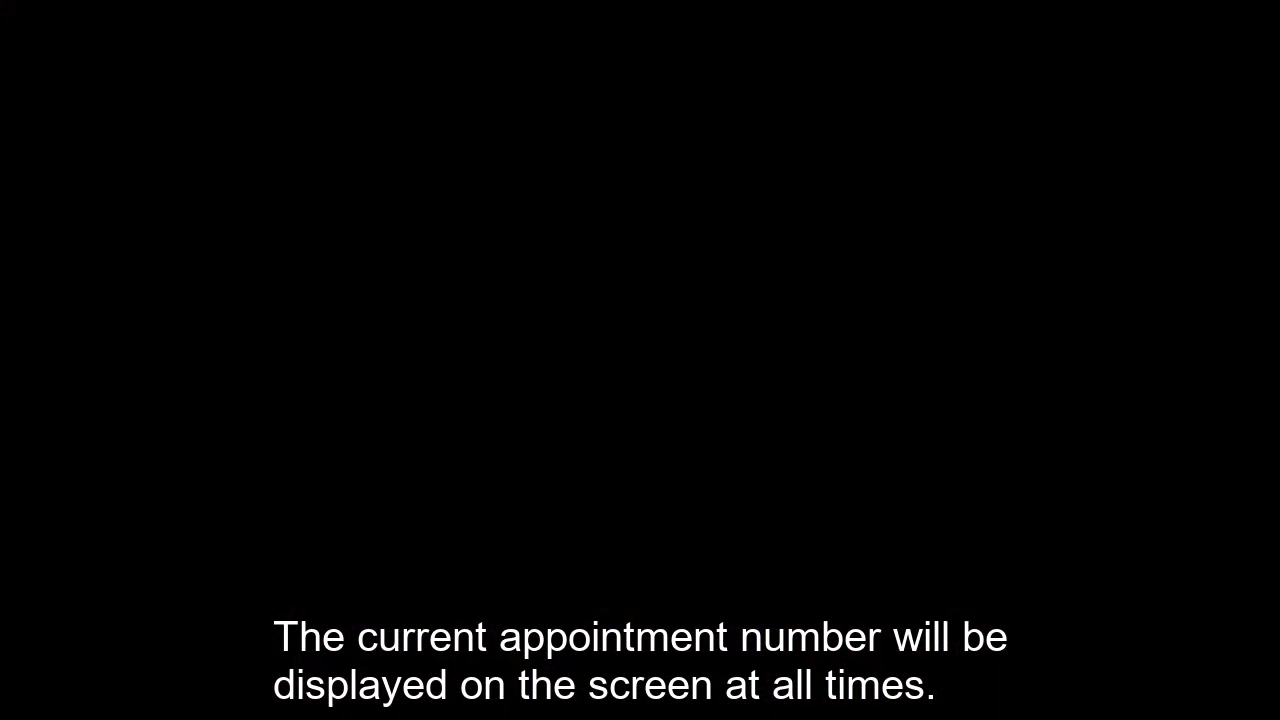 The current appointment number will be
displayed on the screen at all times.